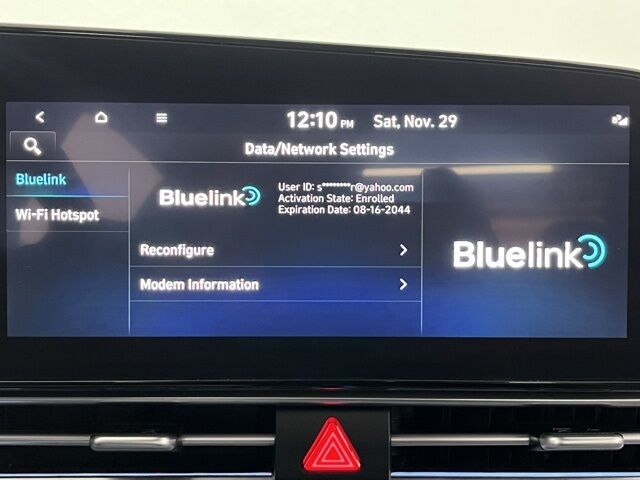 12:10 PM Sat, Nov. 29
Data/Network Settings
Bluelink
Wi-Fi Hotspot
Bluelink
User ID: s********r@yahoo.com
Activation State: Enrolled
Expiration Date: 08-16-2044
Reconfigure
Modem Information
Bluelink